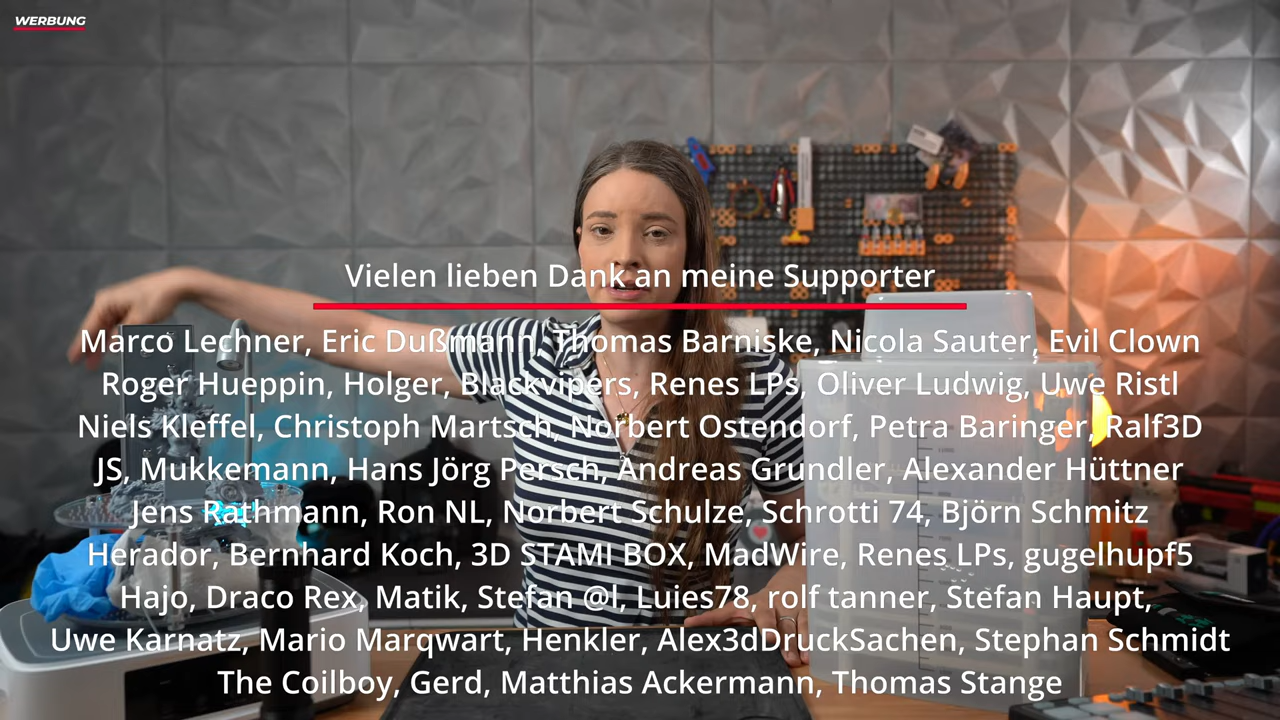 WERBUNG
Vielen lieben Dank an meine Supporter
Marco Lechner, Eric Dußmann, Thomas Barniske, Nicola Sauter, Evil Clown
Roger Hueppin, Holger, Blackvipers, Renes LPs, Oliver Ludwig, Uwe Ristl
Niels Kleffel, Christoph Martsch, Norbert Ostendorf, Petra Baringer, Ralf3D
JS, Mukkemann, Hans Jörg Persch, Andreas Grundler, Alexander Hüttner
Jens Rathmann, Ron NL, Norbert Schulze, Schrotti 74, Björn Schmitz
Herador, Bernhard Koch, 3D STAMI BOX, MadWire, Renes LPs, gugelhupf5
Hajo, Draco Rex, Matik, Stefan @l, Luies78, rolf tanner, Stefan Haupt,
Uwe Karnatz, Mario Marqwart, Henkler, Alex3dDruckSachen, Stephan Schmidt
The Coilboy, Gerd, Matthias Ackermann, Thomas Stange